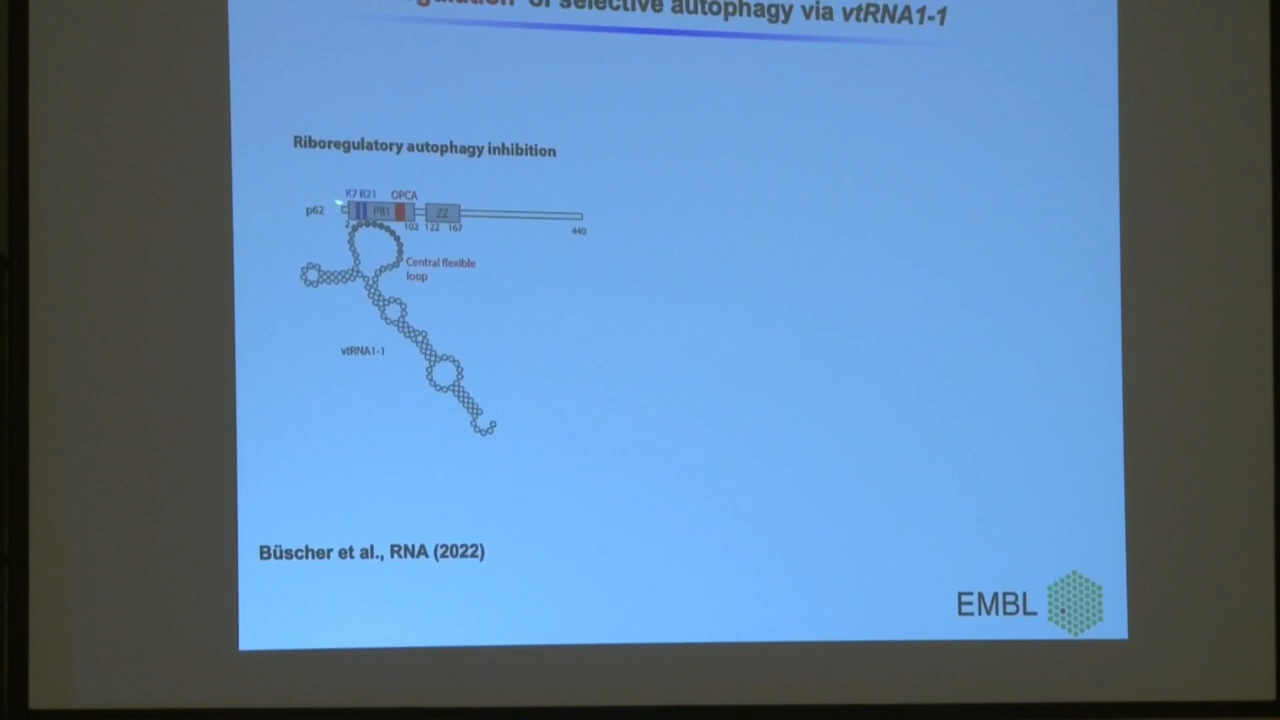 of selective autophagy via vtRNA1-1
Riboregulatory autophagy inhibition
K7 R21 OPCA
p62 PB1 ZZ
2 102 122 167 440
Central flexible
loop
vtRNA1-1
Büscher et al., RNA (2022)
EMBL